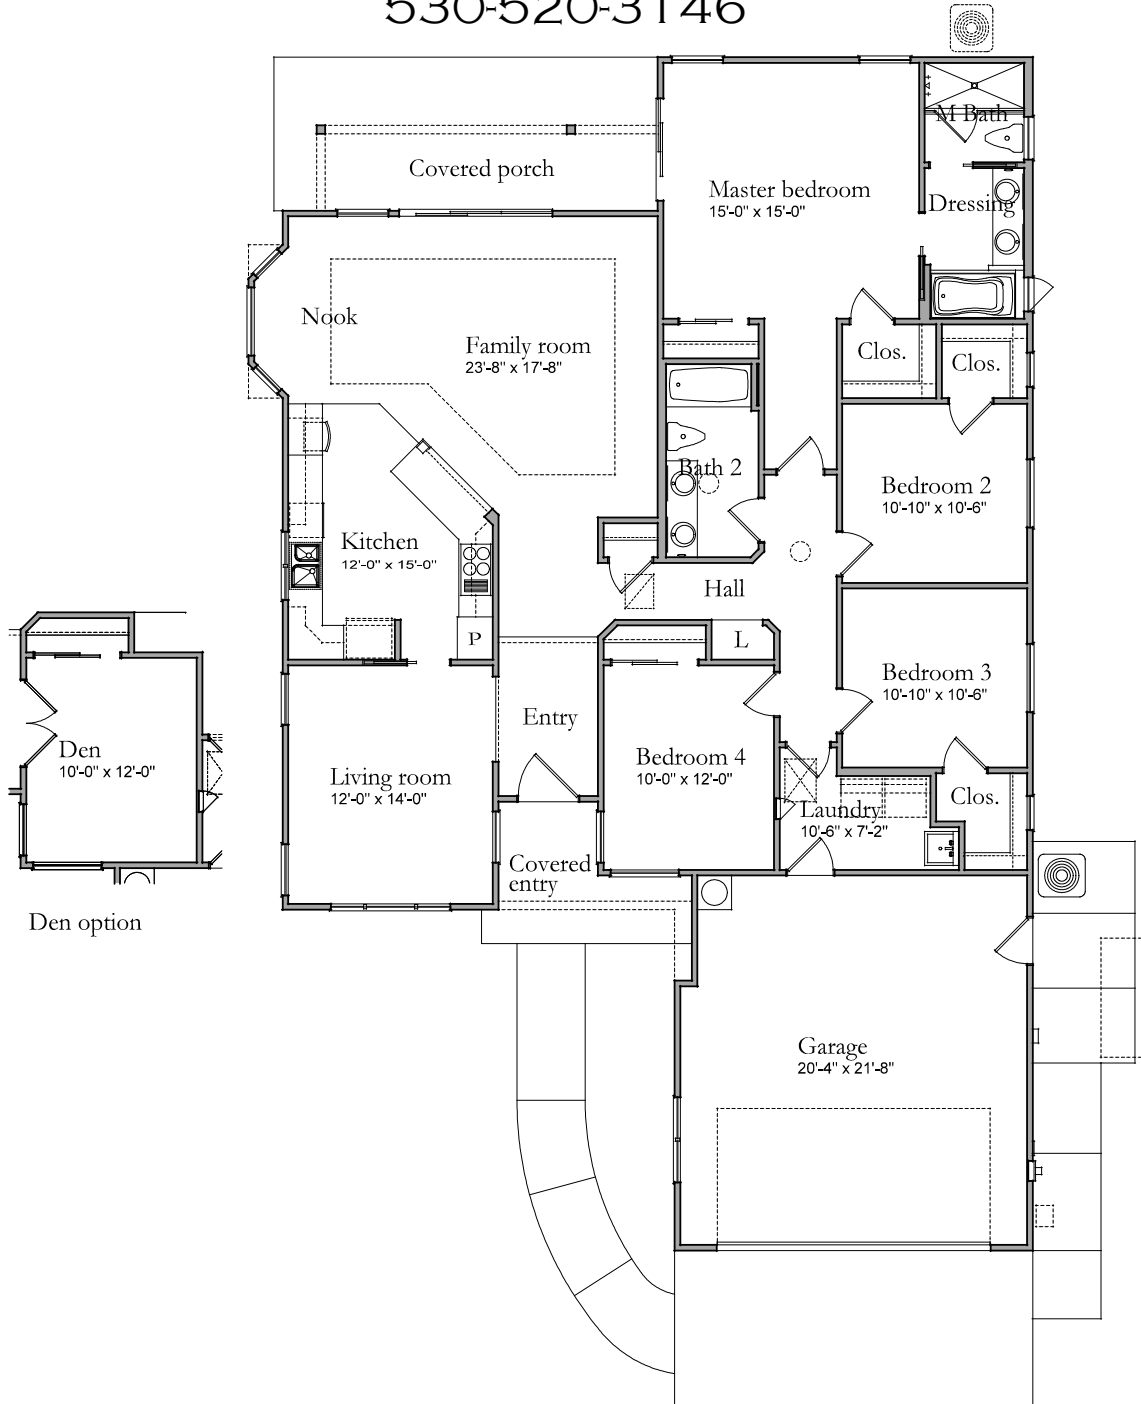 530-520-3146
M Bath
Covered porch
Master bedroom
15'-0" x 15'-0"
Dressing
Nook
Family room
23'-8" x 17'-8"
Clos.
Clos.
Bath 2
Bedroom 2
10'-10" x 10'-6"
Kitchen
12'-0" x 15'-0"
Hall
P
L
Bedroom 3
10'-10" x 10'-6"
Entry
Den
10'-0" x 12'-0"
Bedroom 4
10'-0" x 12'-0"
Living room
12'-0" x 14'-0"
Clos.
Laundry
10'-6" x 7'-2"
Covered
entry
Den option
Garage
20'-4" x 21'-8"